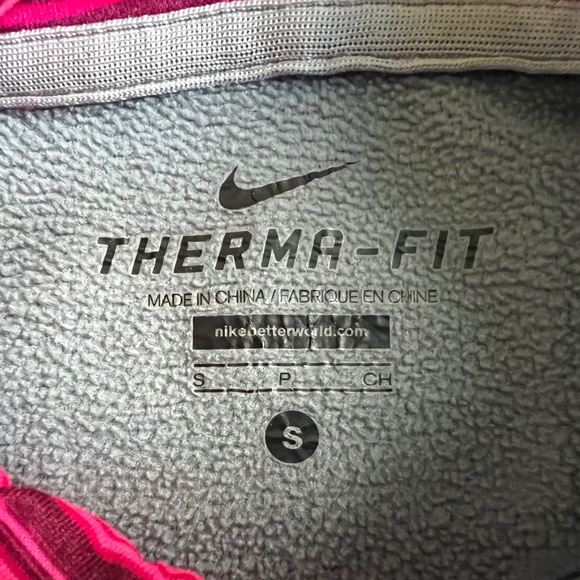 THERMA-FIT
MADE IN CHINA / FABRIQUE EN CHINE
nikebetterworld.com
S P CH
S